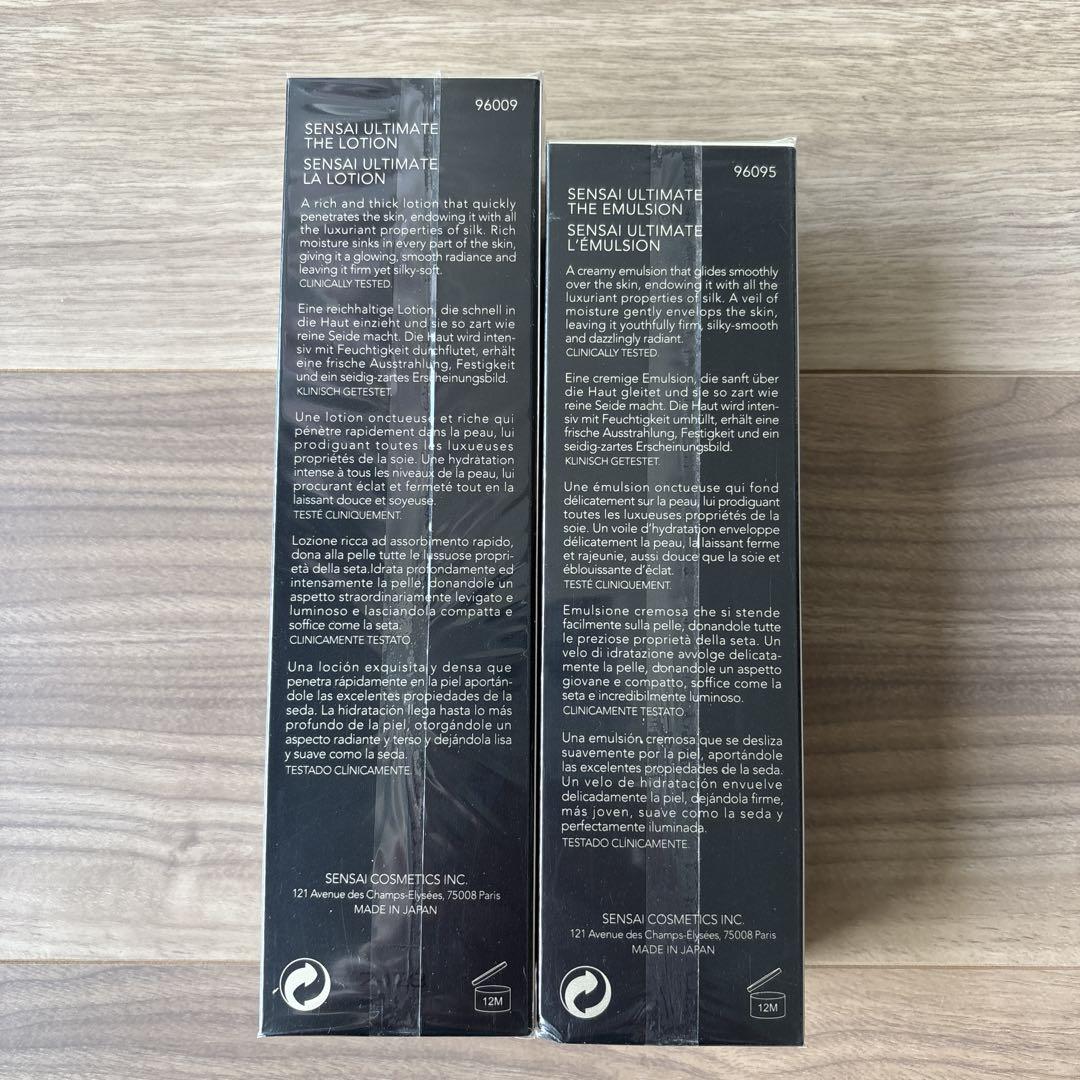 96009
SENSAI ULTIMATE
THE LOTION
SENSAI ULTIMATE
LA LOTION
A rich and thick lotion that quickly
penetrates the skin, endowing it with all
the luxuriant properties of silk. Rich
moisture sinks in every part of the skin,
giving it a glowing, smooth radiance and
leaving it firm yet silky-soft.
CLINICALLY TESTED.
Eine reichhaltige Lotion, die schnell in
die Haut einzieht und sie so zart wie
reine Seide macht. Die Haut wird inten-
siv mit Feuchtigkeit durchflutet, erhält
eine frische Ausstrahlung, Festigkeit
und ein seidig-zartes Erscheinungsbild.
KLINISCH GETESTET.
Une lotion onctueuse et riche qui
pénètre rapidement dans la peau, lui
prodiguant toutes les luxueuses
propriétés de la soie. Une hydratation
intense à tous les niveaux de la peau, lui
procurant éclat et fermeté tout en la
laissant douce et soyeuse.
TESTÉ CLINIQUEMENT.
Lozione ricca ad assorbimento rapido,
dona alla pelle tutte le lussuose propri-
età della seta.Idrata profondamente ed
intensamente la pelle, donandole un
aspetto straordinariamente levigato e
luminoso e lasciandola compatta e
soffice come la seta.
CLINICAMENTE TESTATO.
Una loción exquisita y densa que
penetra rápidamente en la piel aportán-
dole las excelentes propiedades de la
seda. La hidratación llega hasta lo más
profundo de la piel, otorgándole un
aspecto radiante y terso y dejándola lisa
y suave como la seda.
TESTADO CLÍNICAMENTE.
SENSAI COSMETICS INC.
121 Avenue des Champs-Elysées, 75008 Paris
MADE IN JAPAN
12M
96095
SENSAI ULTIMATE
THE EMULSION
SENSAI ULTIMATE
L'ÉMULSION
A creamy emulsion that glides smoothly
over the skin, endowing it with all the
luxuriant properties of silk. A veil of
moisture gently envelops the skin,
leaving it youthfully firm, silky-smooth
and dazzlingly radiant.
CLINICALLY TESTED.
Eine cremige Emulsion, die sanft über
die Haut gleitet und sie so zart wie
reine Seide macht. Die Haut wird inten-
siv mit Feuchtigkeit umhüllt, erhält eine
frische Ausstrahlung, Festigkeit und ein
seidig-zartes Erscheinungsbild.
KLINISCH GETESTET.
Une émulsion onctueuse qui fond
délicatement sur la peau, lui prodiguant
toutes les luxueuses propriétés de la
soie. Un voile d'hydratation enveloppe
délicatement la peau, la laissant ferme
et rajeunie, aussi douce que la soie et
éblouissante d'éclat.
TESTÉ CLINIQUEMENT.
Emulsione cremosa che si stende
facilmente sulla pelle, donandole tutte
le preziose proprietà della seta. Un
velo di idratazione avvolge delicata-
mente la pelle, donandole un aspetto
giovane e compatto, soffice come la
seta e incredibilmente luminoso.
CLINICAMENTE TESTATO.
Una emulsión cremosa que se desliza
suavemente por la piel, aportándole
las excelentes propiedades de la seda.
Un velo de hidratación envuelve
delicadamente la piel, dejándola firme,
más joven, suave como la seda y
perfectamente iluminada.
TESTADO CLÍNICAMENTE.
SENSAI COSMETICS INC.
121 Avenue des Champs-Elysées, 75008 Paris
MADE IN JAPAN
12M